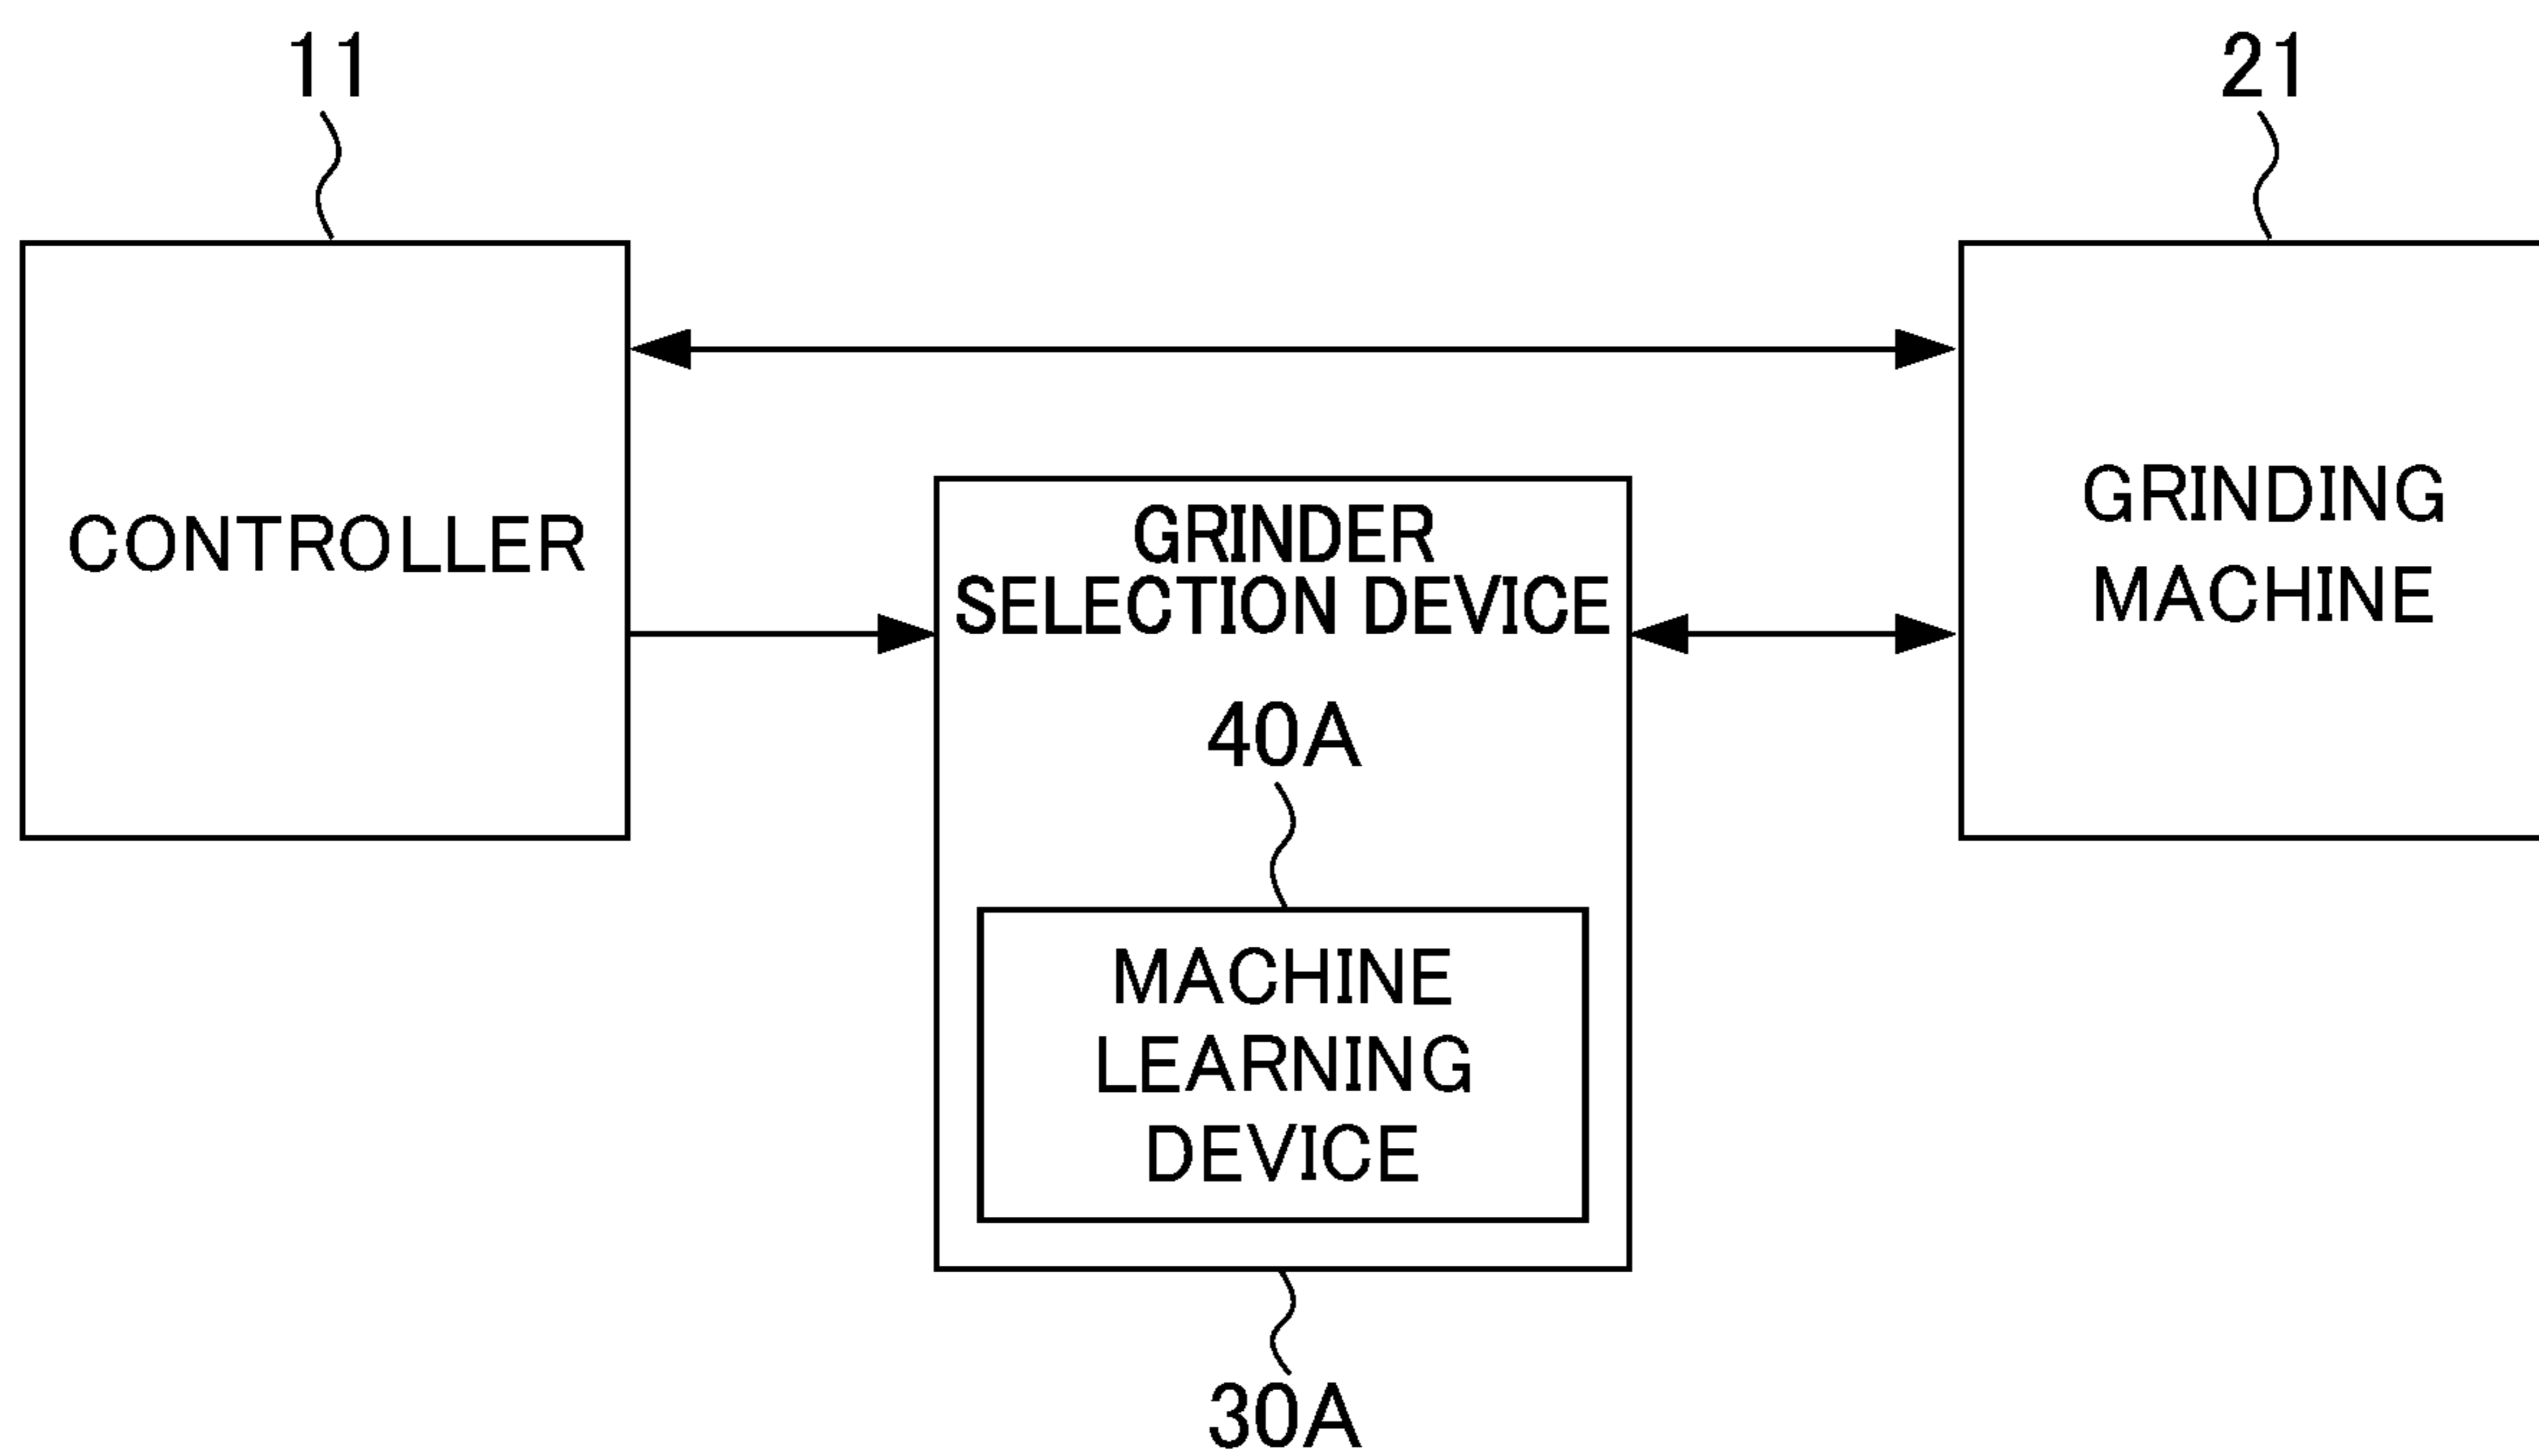 11
21
CONTROLLER
GRINDER
SELECTION DEVICE
GRINDING
MACHINE
40A
MACHINE
LEARNING
DEVICE
30A